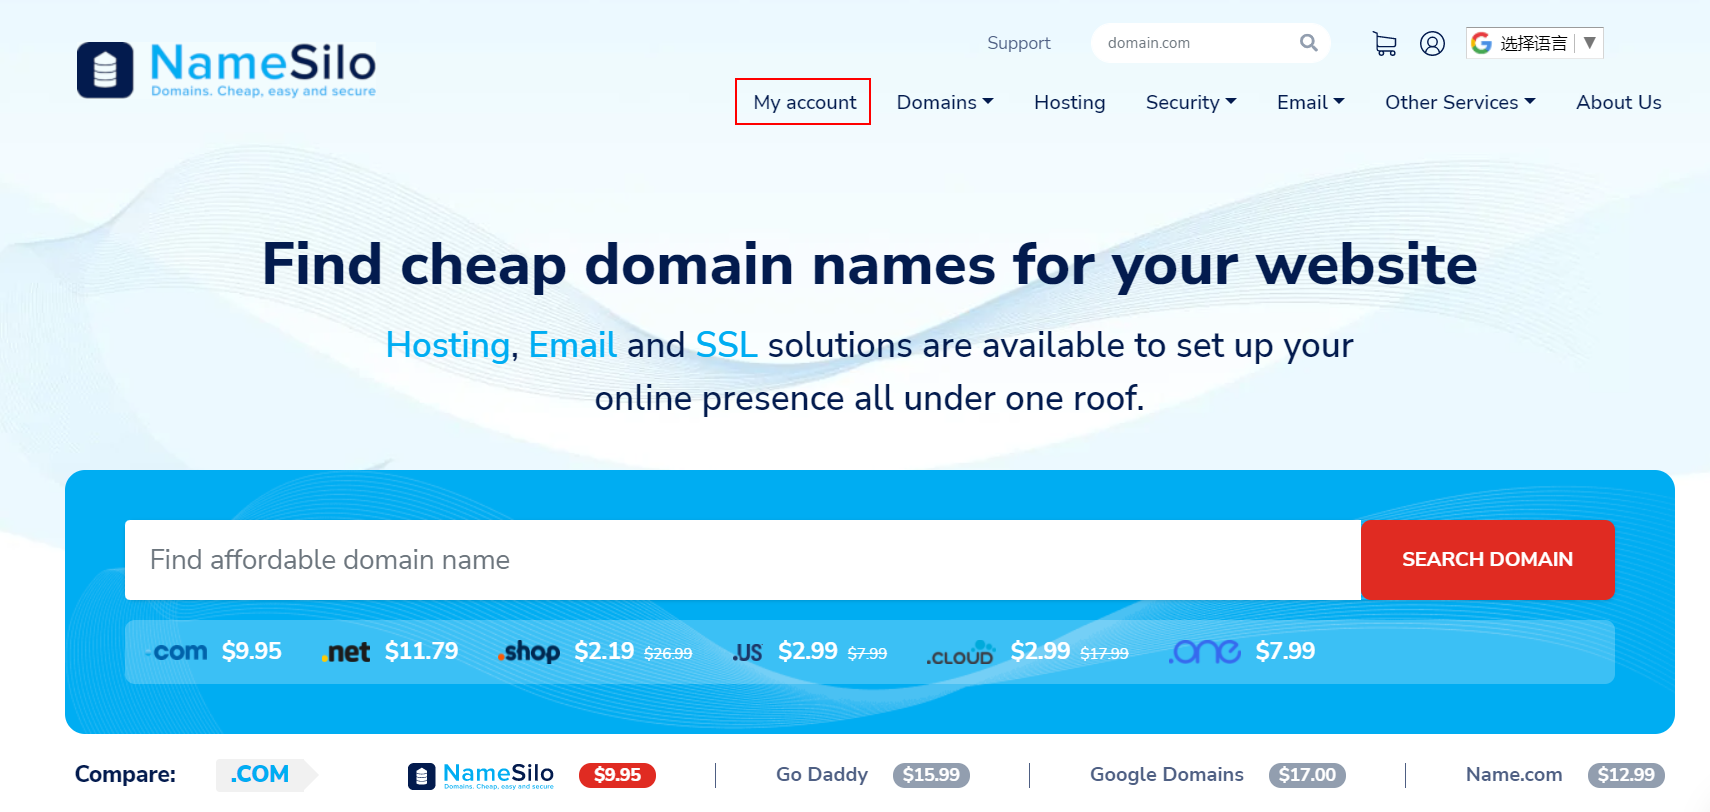 NameSilo
Domains. Cheap, easy and secure
Support
domain.com
选择语言 ▼
My account
Domains
Hosting
Security
Email
Other Services
About Us
Find cheap domain names for your website
Hosting, Email and SSL solutions are available to set up your
online presence all under one roof.
Find affordable domain name
SEARCH DOMAIN
.com $9.95
.net $11.79
.shop $2.19 $26.99
.US $2.99 $7.99
.CLOUD $2.99 $17.99
.one $7.99
Compare:
.COM
NameSilo
Domains. Cheap, easy and secure
$9.95
Go Daddy $15.99
Google Domains $17.00
Name.com $12.99